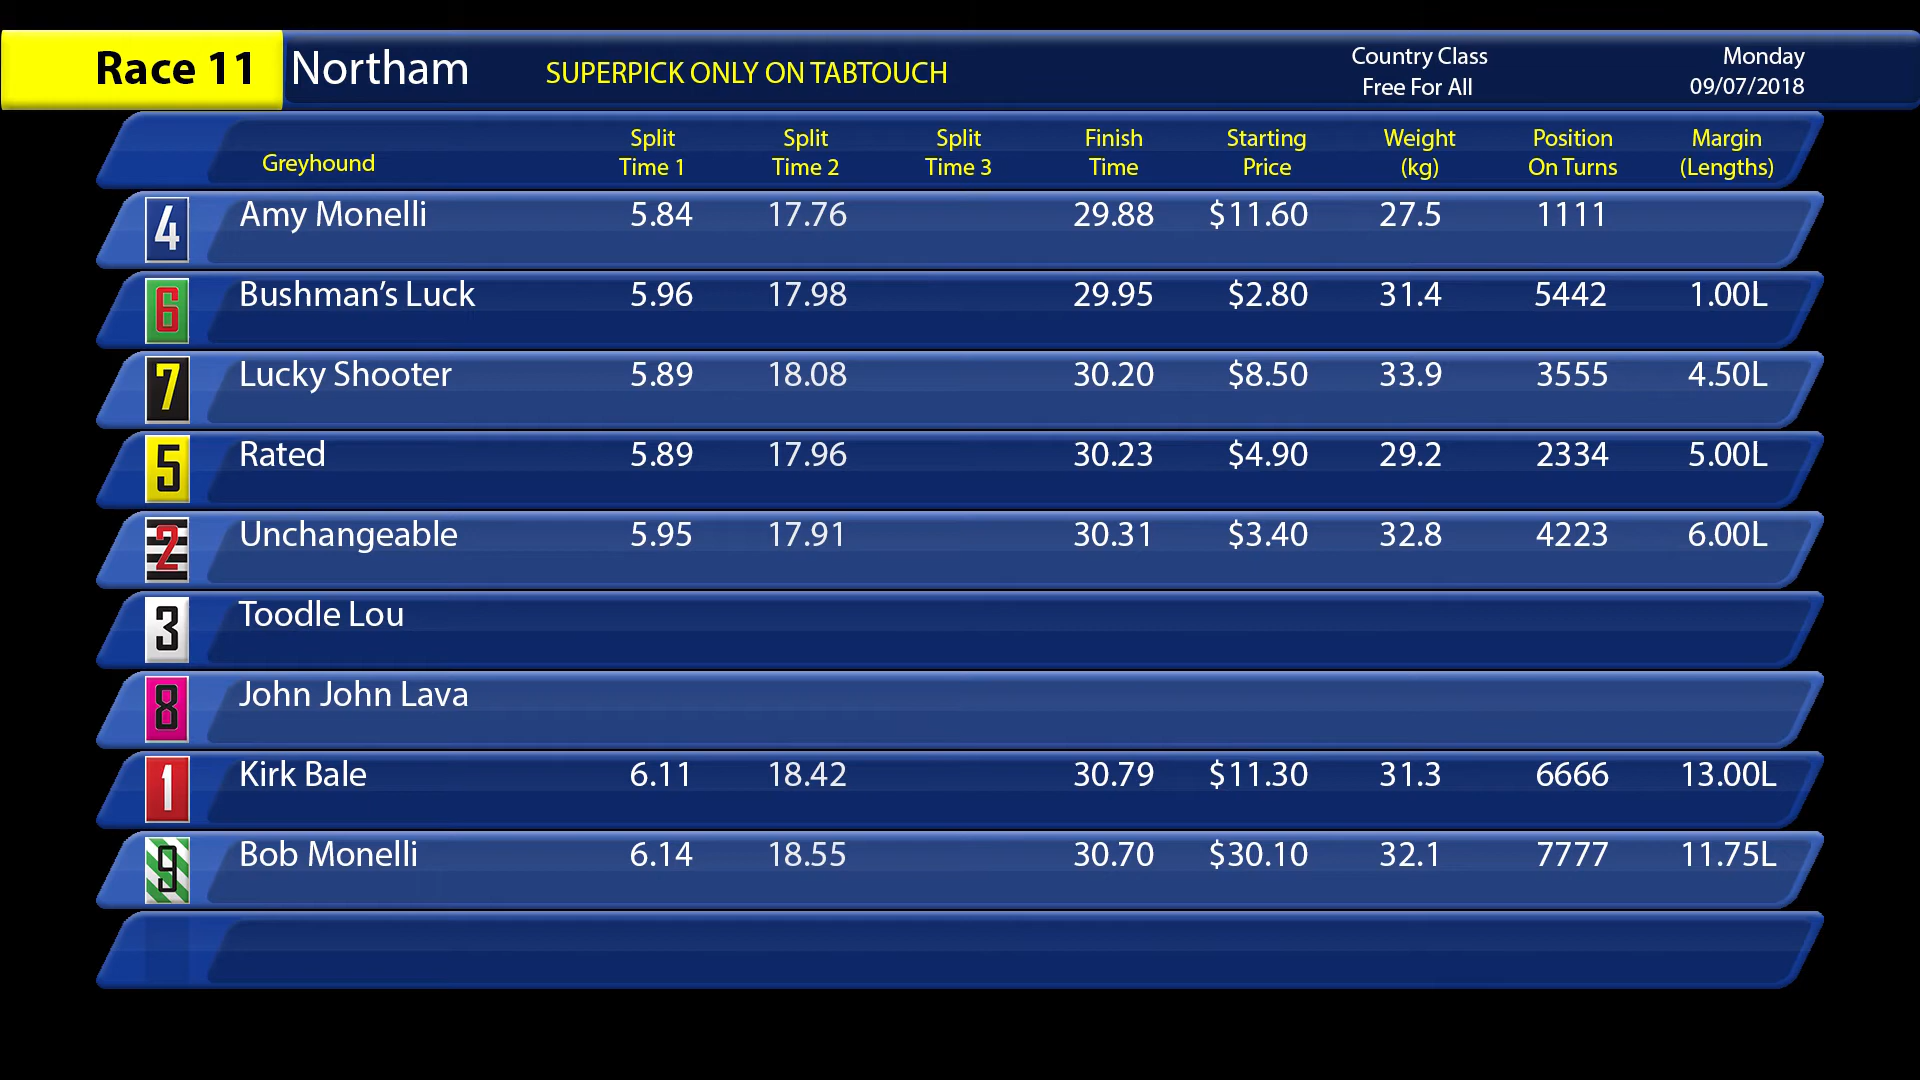 Race 11 Northam SUPERPICK ONLY ON TABTOUCH Country Class Free For All Monday 09/07/2018
Greyhound Split Time 1 Split Time 2 Split Time 3 Finish Time Starting Price Weight (kg) Position On Turns Margin (Lengths)
4 Amy Monelli 5.84 17.76 29.88 $11.60 27.5 1111
6 Bushman’s Luck 5.96 17.98 29.95 $2.80 31.4 5442 1.00L
7 Lucky Shooter 5.89 18.08 30.20 $8.50 33.9 3555 4.50L
5 Rated 5.89 17.96 30.23 $4.90 29.2 2334 5.00L
2 Unchangeable 5.95 17.91 30.31 $3.40 32.8 4223 6.00L
3 Toodle Lou
8 John John Lava
1 Kirk Bale 6.11 18.42 30.79 $11.30 31.3 6666 13.00L
9 Bob Monelli 6.14 18.55 30.70 $30.10 32.1 7777 11.75L